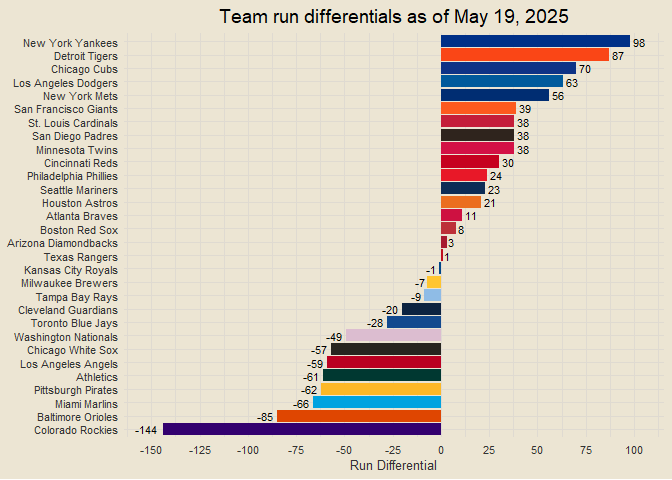 Team run differentials as of May 19, 2025
New York Yankees 98
Detroit Tigers 87
Chicago Cubs 70
Los Angeles Dodgers 63
New York Mets 56
San Francisco Giants 39
St. Louis Cardinals 38
San Diego Padres 38
Minnesota Twins 38
Cincinnati Reds 30
Philadelphia Phillies 24
Seattle Mariners 23
Houston Astros 21
Atlanta Braves 11
Boston Red Sox 8
Arizona Diamondbacks 3
Texas Rangers 1
Kansas City Royals -1
Milwaukee Brewers -7
Tampa Bay Rays -9
Cleveland Guardians -20
Toronto Blue Jays -28
Washington Nationals -49
Chicago White Sox -57
Los Angeles Angels -59
Athletics -61
Pittsburgh Pirates -62
Miami Marlins -66
Baltimore Orioles -85
Colorado Rockies -144
-150 -125 -100 -75 -50 -25 0 25 50 75 100
Run Differential